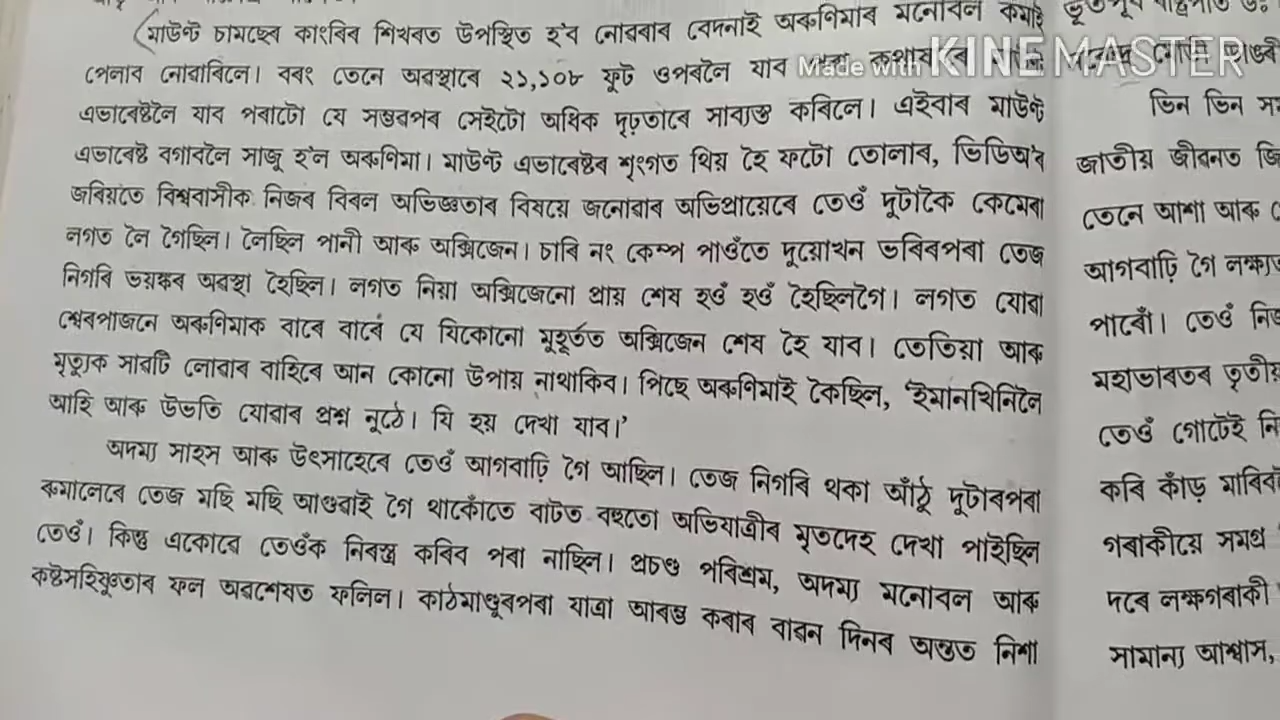 মাউণ্ট চামছেৰ কাংৰিৰ শিখৰত উপস্থিত হ'ব নোৱৰাৰ বেদনাই অৰুণিমাৰ মনোবল কমাই
পেলাব নোৱাৰিলে। বৰং তেনে অৱস্থাৰে ২১,১০৮ ফুট ওপৰলৈ যাব
Made with KINEMASTER
এভাৰেষ্টলৈ যাব পৰাটো যে সম্ভৱপৰ সেইটো অধিক দৃঢ়তাৰে সাব্যস্ত কৰিলে। এইবাৰ মাউণ্ট
এভাৰেষ্ট বগাবলৈ সাজু হ'ল অৰুণিমা। মাউণ্ট এভাৰেষ্টৰ শৃংগত থিয় হৈ ফটো তোলাৰ, ভিডিঅ'ৰ
জৰিয়তে বিশ্ববাসীক নিজৰ বিৰল অভিজ্ঞতাৰ বিষয়ে জনোৱাৰ অভিপ্ৰায়েৰে তেওঁ দুটাকৈ কেমেৰা
লগত লৈ গৈছিল। লৈছিল পানী আৰু অক্সিজেন। চাৰি নং কেম্প পাওঁতে দুয়োখন ভৰিৰপৰা তেজ
নিগৰি ভয়ঙ্কৰ অৱস্থা হৈছিল। লগত নিয়া অক্সিজেনো প্ৰায় শেষ হওঁ হওঁ হৈছিলগৈ। লগত যোৱা
শ্বেৰপাজনে অৰুণিমাক বাৰে বাৰে যে যিকোনো মুহূৰ্তত অক্সিজেন শেষ হৈ যাব। তেতিয়া আৰু
মৃত্যুক সাৱটি লোৱাৰ বাহিৰে আন কোনো উপায় নাথাকিব। পিছে অৰুণিমাই কৈছিল, 'ইমানখিনিলৈ
আহি আৰু উভতি যোৱাৰ প্ৰশ্ন নুঠে। যি হয় দেখা যাব।'
অদম্য সাহস আৰু উৎসাহেৰে তেওঁ আগবাঢ়ি গৈ আছিল। তেজ নিগৰি থকা আঁঠু দুটাৰপৰা
ৰুমালেৰে তেজ মছি মছি আগুৱাই গৈ থাকোঁতে বাটত বহুতো অভিযাত্ৰীৰ মৃতদেহ দেখা পাইছিল
তেওঁ। কিন্তু একোৱে তেওঁক নিৰস্ত্ৰ কৰিব পৰা নাছিল। প্ৰচণ্ড পৰিশ্ৰম, অদম্য মনোবল আৰু
কষ্টসহিষ্ণুতাৰ ফল অৱশেষত ফলিল। কাঠমাণ্ডুৰপৰা যাত্ৰা আৰম্ভ কৰাৰ বাৱন দিনৰ অন্তত নিশা
ভিন ভিন স
জাতীয় জীৱনত জি
তেনে আশা আৰু
আগবাঢ়ি গৈ লক্ষ্যত
পাৰোঁ। তেওঁ নিজ
মহাভাৰতৰ তৃতীয়
তেওঁ গোটেই নি
কৰি কাঁড় মাৰিব
গৰাকীয়ে সমগ্ৰ
দৰে লক্ষগৰাকী
সামান্য আশ্বাস,